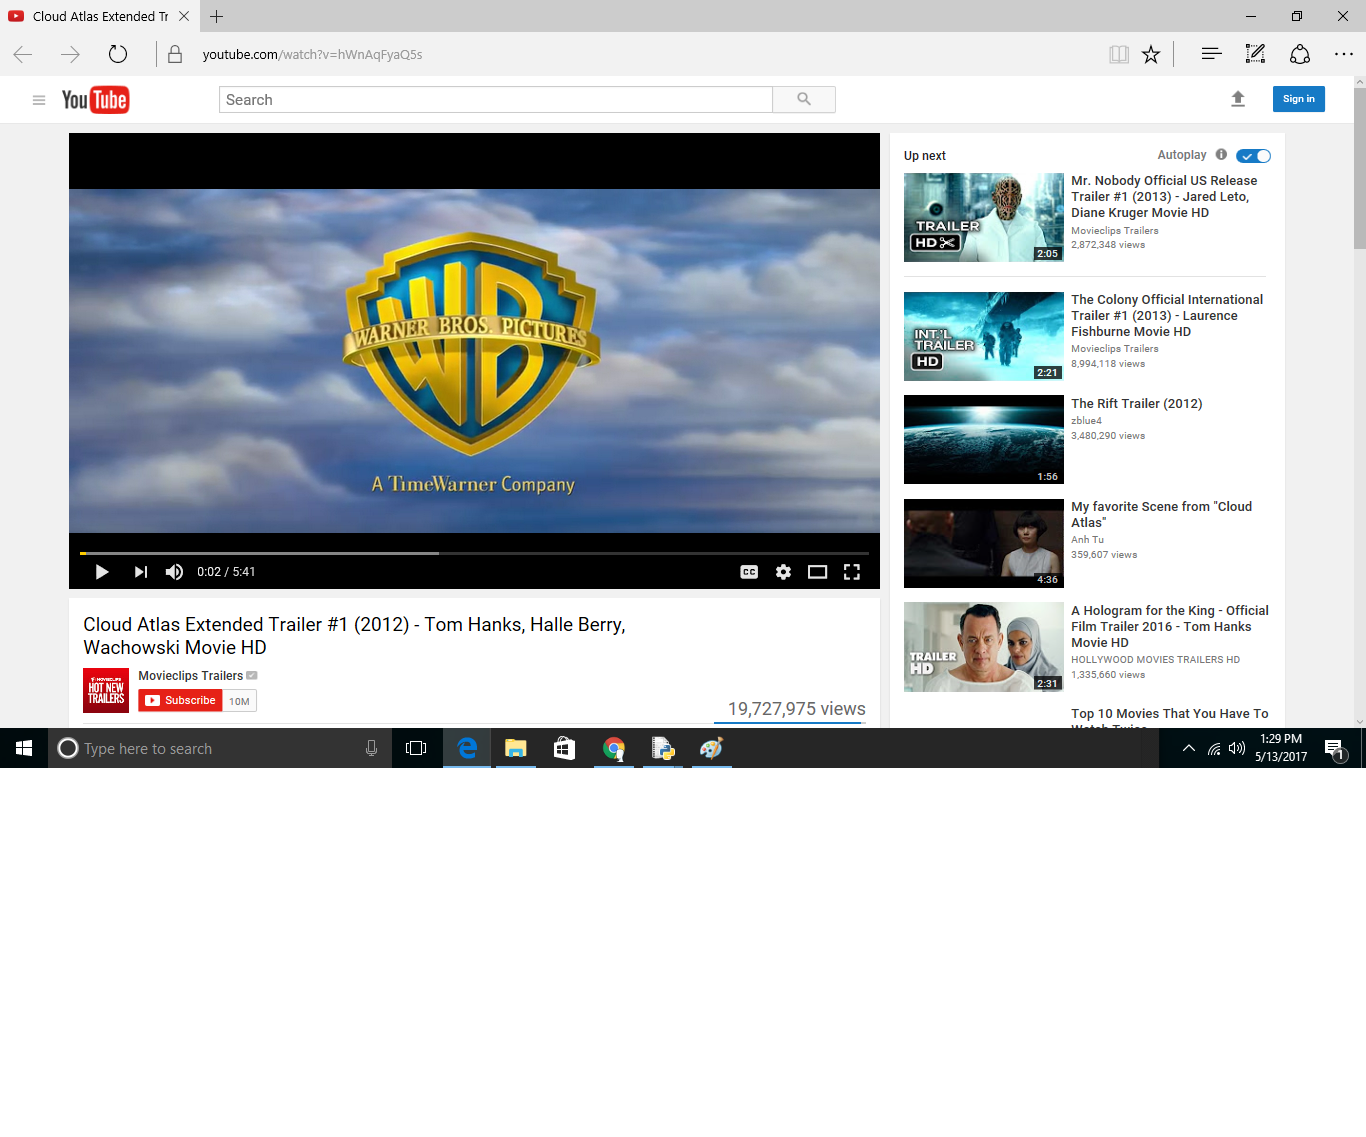 Cloud Atlas Extended Tr
youtube.com/watch?v=hWnAqFyaQ5s
YouTube
Search
Sign in
WARNER BROS. PICTURES
WB
A TimeWarner Company
0:02 / 5:41
CC
Cloud Atlas Extended Trailer #1 (2012) - Tom Hanks, Halle Berry,
Wachowski Movie HD
MOVIECLIPS
HOT NEW
TRAILERS
Movieclips Trailers
Subscribe
10M
19,727,975 views
Up next
Autoplay
TRAILER
HD
2:05
Mr. Nobody Official US Release
Trailer #1 (2013) - Jared Leto,
Diane Kruger Movie HD
Movieclips Trailers
2,872,348 views
INT'L
TRAILER
HD
2:21
The Colony Official International
Trailer #1 (2013) - Laurence
Fishburne Movie HD
Movieclips Trailers
8,994,118 views
1:56
The Rift Trailer (2012)
zblue4
3,480,290 views
4:36
My favorite Scene from "Cloud
Atlas"
Anh Tu
359,607 views
TRAILER
HD
2:31
A Hologram for the King - Official
Film Trailer 2016 - Tom Hanks
Movie HD
HOLLYWOOD MOVIES TRAILERS HD
1,335,660 views
Top 10 Movies That You Have To
Watch Twice
Type here to search
1:29 PM
5/13/2017
1